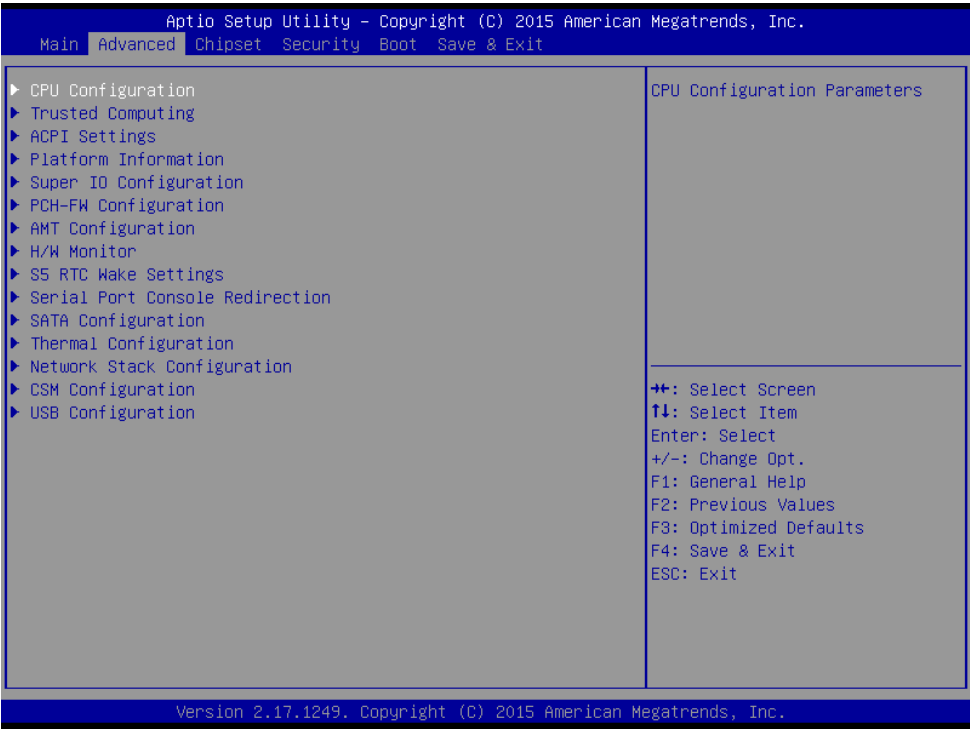 Aptio Setup Utility – Copyright (C) 2015 American Megatrends, Inc.
Main Advanced Chipset Security Boot Save & Exit
▶ CPU Configuration
▶ Trusted Computing
▶ ACPI Settings
▶ Platform Information
▶ Super IO Configuration
▶ PCH-FW Configuration
▶ AMT Configuration
▶ H/W Monitor
▶ S5 RTC Wake Settings
▶ Serial Port Console Redirection
▶ SATA Configuration
▶ Thermal Configuration
▶ Network Stack Configuration
▶ CSM Configuration
▶ USB Configuration
CPU Configuration Parameters
→←: Select Screen
↑↓: Select Item
Enter: Select
+/-: Change Opt.
F1: General Help
F2: Previous Values
F3: Optimized Defaults
F4: Save & Exit
ESC: Exit
Version 2.17.1249. Copyright (C) 2015 American Megatrends, Inc.